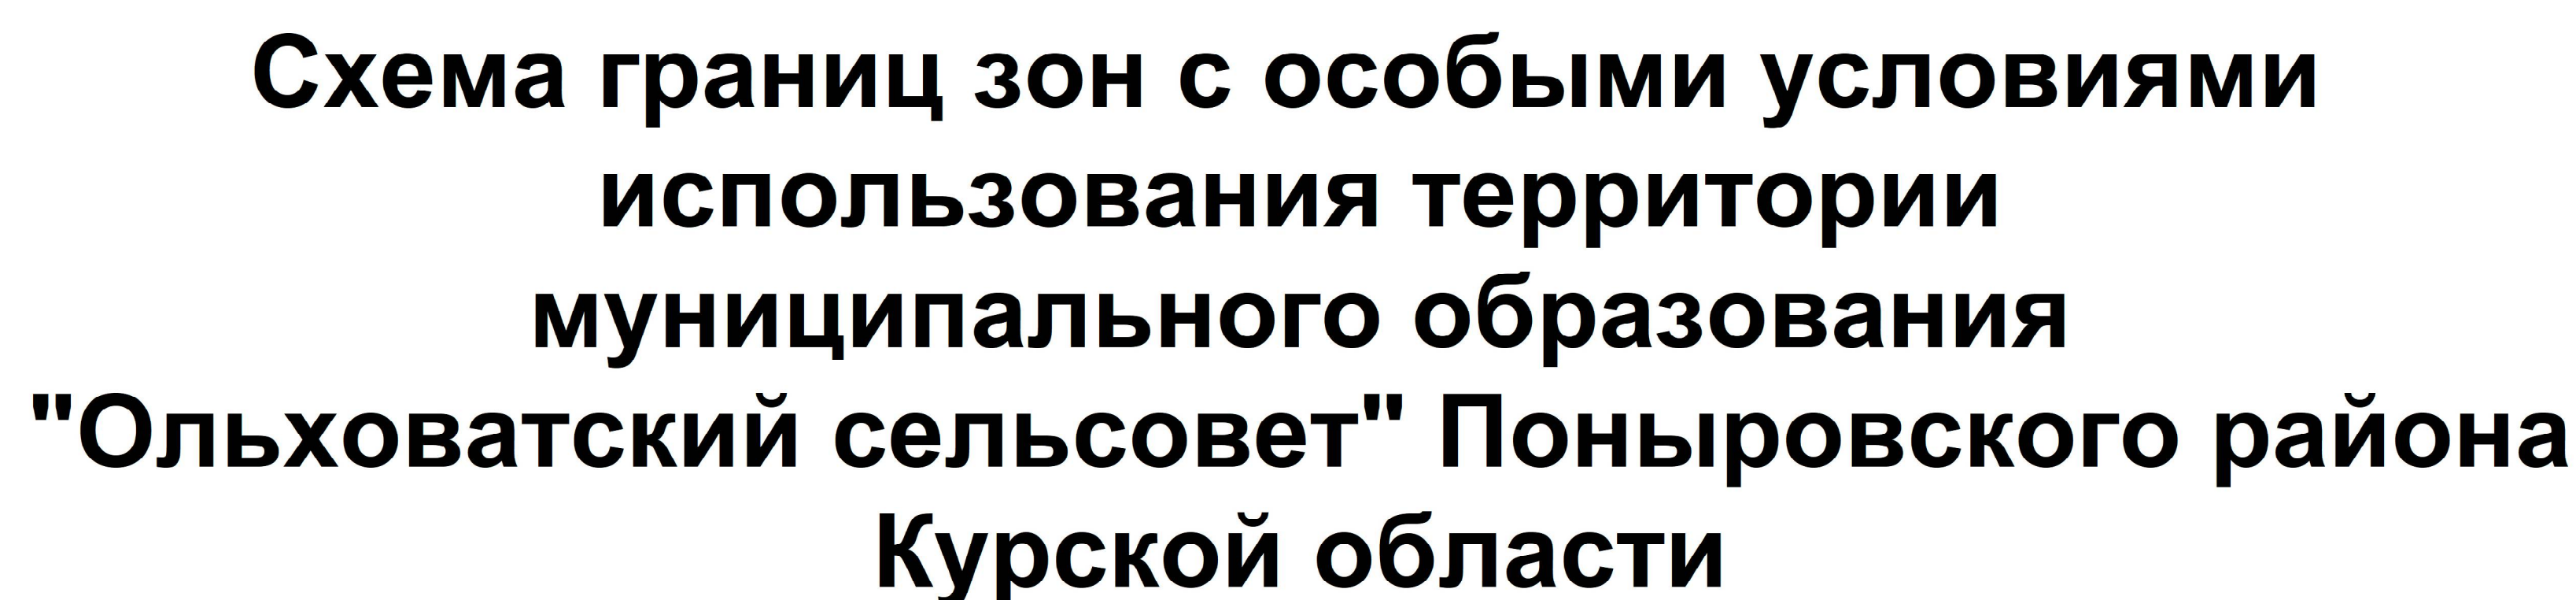 Схема границ зон с особыми условиями
использования территории
муниципального образования
"Ольховатский сельсовет" Поныровского района
Курской области